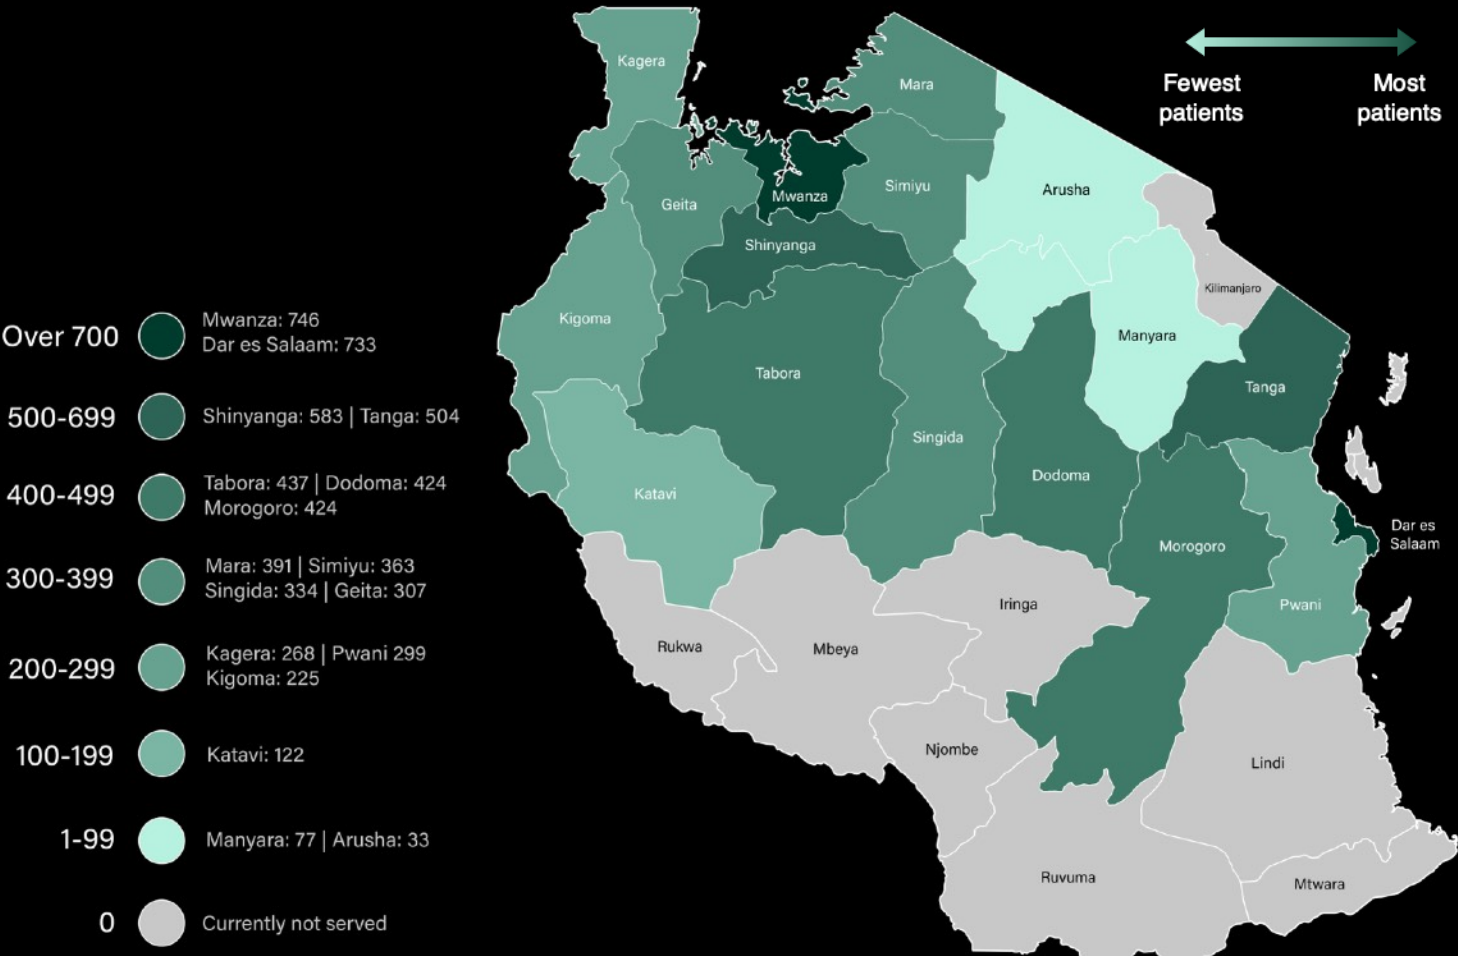 Fewest
patients
Most
patients
Kagera
Mara
Mwanza
Simiyu
Arusha
Geita
Shinyanga
Kilimanjaro
Kigoma
Manyara
Tabora
Tanga
Singida
Dodoma
Katavi
Dar es
Salaam
Morogoro
Iringa
Pwani
Rukwa
Mbeya
Njombe
Lindi
Ruvuma
Mtwara
Over 700
Mwanza: 746
Dar es Salaam: 733
500-699
Shinyanga: 583 | Tanga: 504
400-499
Tabora: 437 | Dodoma: 424
Morogoro: 424
300-399
Mara: 391 | Simiyu: 363
Singida: 334 | Geita: 307
200-299
Kagera: 268 | Pwani 299
Kigoma: 225
100-199
Katavi: 122
1-99
Manyara: 77 | Arusha: 33
0
Currently not served